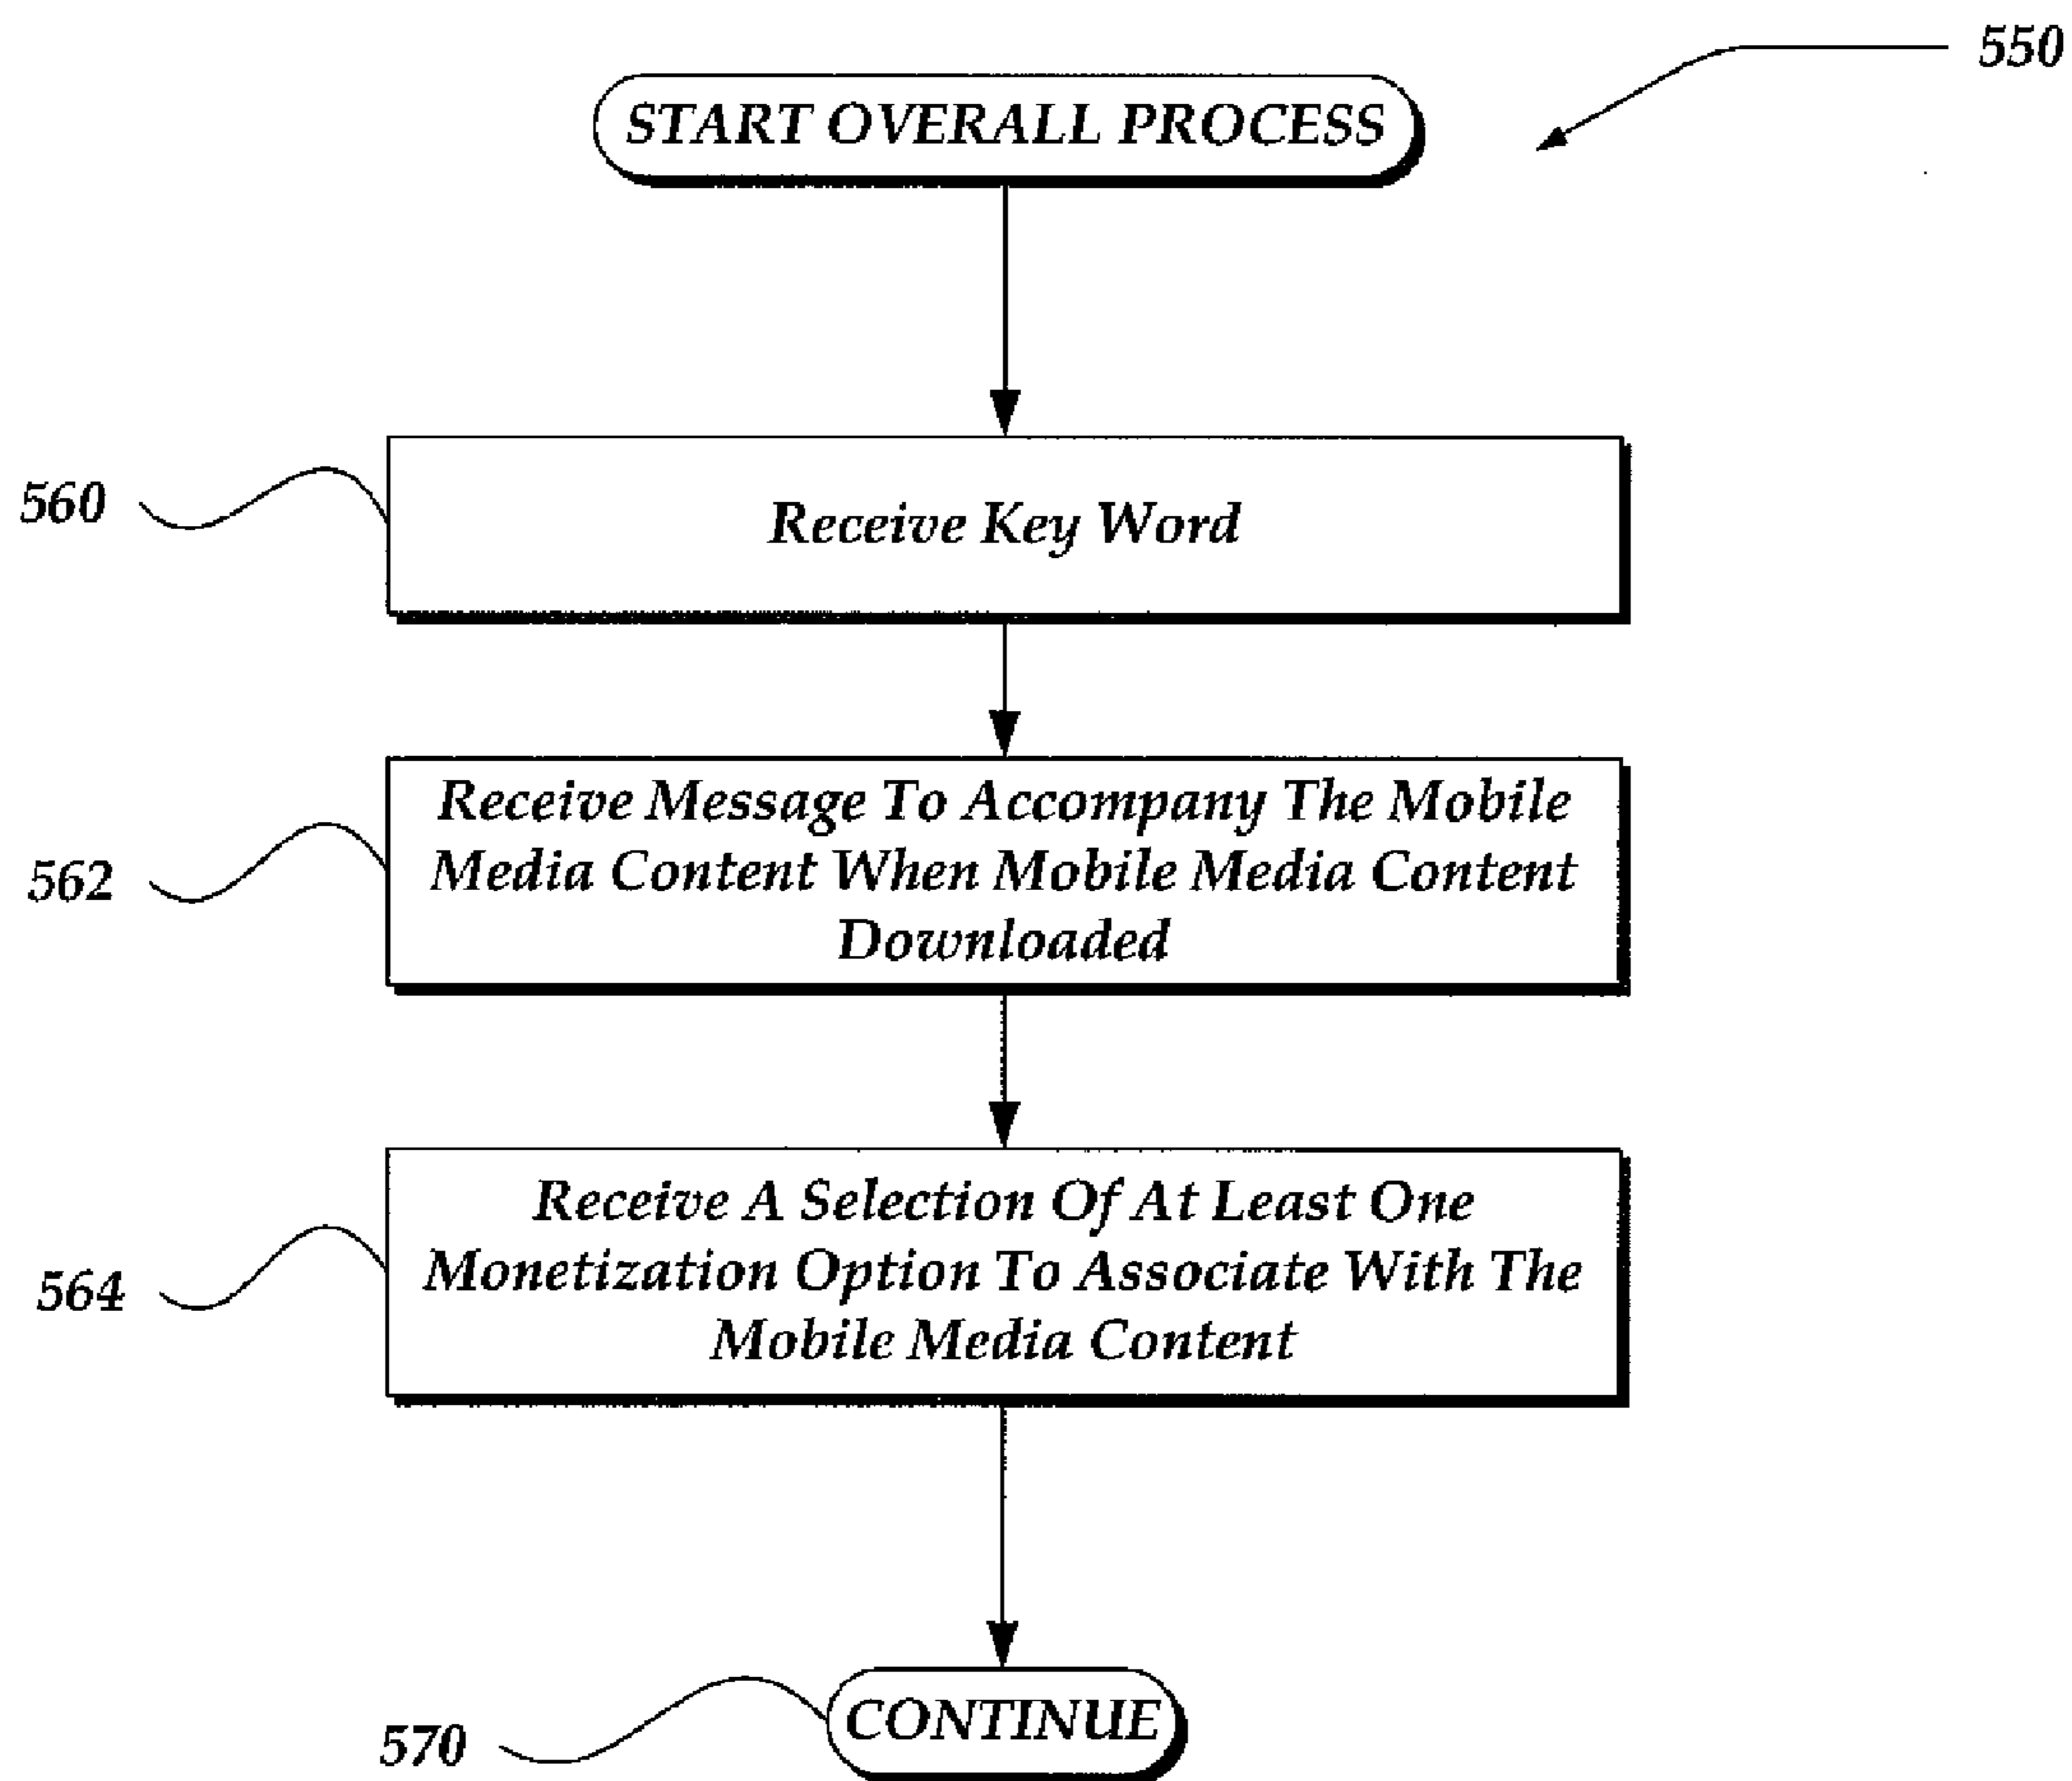 550
START OVERALL PROCESS
560
Receive Key Word
562
Receive Message To Accompany The Mobile
Media Content When Mobile Media Content
Downloaded
564
Receive A Selection Of At Least One
Monetization Option To Associate With The
Mobile Media Content
570
CONTINUE